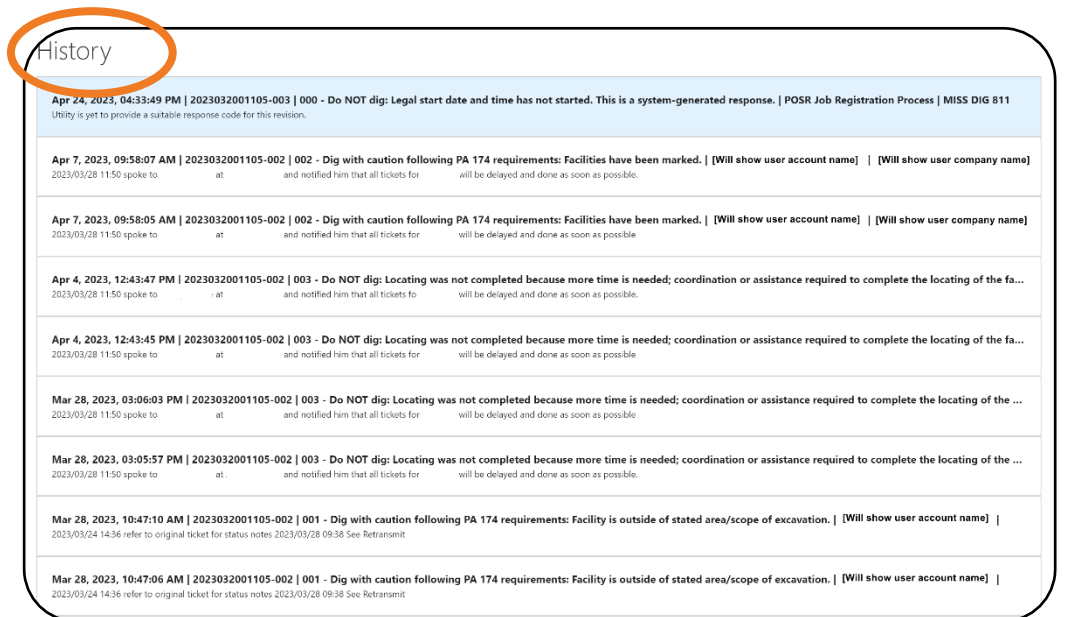 History
Apr 24, 2023, 04:33:49 PM | 2023032001105-003 | 000 - Do NOT dig: Legal start date and time has not started. This is a system-generated response. | POSR Job Registration Process | MISS DIG 811
Utility is yet to provide a suitable response code for this revision.
Apr 7, 2023, 09:58:07 AM | 2023032001105-002 | 002 - Dig with caution following PA 174 requirements: Facilities have been marked. | [Will show user account name] | [Will show user company name]
2023/03/28 11:50 spoke to at and notified him that all tickets for will be delayed and done as soon as possible.
Apr 7, 2023, 09:58:05 AM | 2023032001105-002 | 002 - Dig with caution following PA 174 requirements: Facilities have been marked. | [Will show user account name] | [Will show user company name]
2023/03/28 11:50 spoke to at and notified him that all tickets for will be delayed and done as soon as possible
Apr 4, 2023, 12:43:47 PM | 2023032001105-002 | 003 - Do NOT dig: Locating was not completed because more time is needed; coordination or assistance required to complete the locating of the fa...
2023/03/28 11:50 spoke to at and notified him that all tickets fo will be delayed and done as soon as possible.
Apr 4, 2023, 12:43:45 PM | 2023032001105-002 | 003 - Do NOT dig: Locating was not completed because more time is needed; coordination or assistance required to complete the locating of the fa...
2023/03/28 11:50 spoke to at and notified him that all tickets for will be delayed and done as soon as possible
Mar 28, 2023, 03:06:03 PM | 2023032001105-002 | 003 - Do NOT dig: Locating was not completed because more time is needed; coordination or assistance required to complete the locating of the ...
2023/03/28 11:50 spoke to at and notified him that all tickets for will be delayed and done as soon as possible
Mar 28, 2023, 03:05:57 PM | 2023032001105-002 | 003 - Do NOT dig: Locating was not completed because more time is needed; coordination or assistance required to complete the locating of the ...
2023/03/28 11:50 spoke to at and notified him that all tickets for will be delayed and done as soon as possible.
Mar 28, 2023, 10:47:10 AM | 2023032001105-002 | 001 - Dig with caution following PA 174 requirements: Facility is outside of stated area/scope of excavation. | [Will show user account name] |
2023/03/24 14:36 refer to original ticket for status notes 2023/03/28 09:38 See Retransmit
Mar 28, 2023, 10:47:06 AM | 2023032001105-002 | 001 - Dig with caution following PA 174 requirements: Facility is outside of stated area/scope of excavation. | [Will show user account name] |
2023/03/24 14:36 refer to original ticket for status notes 2023/03/28 09:38 See Retransmit